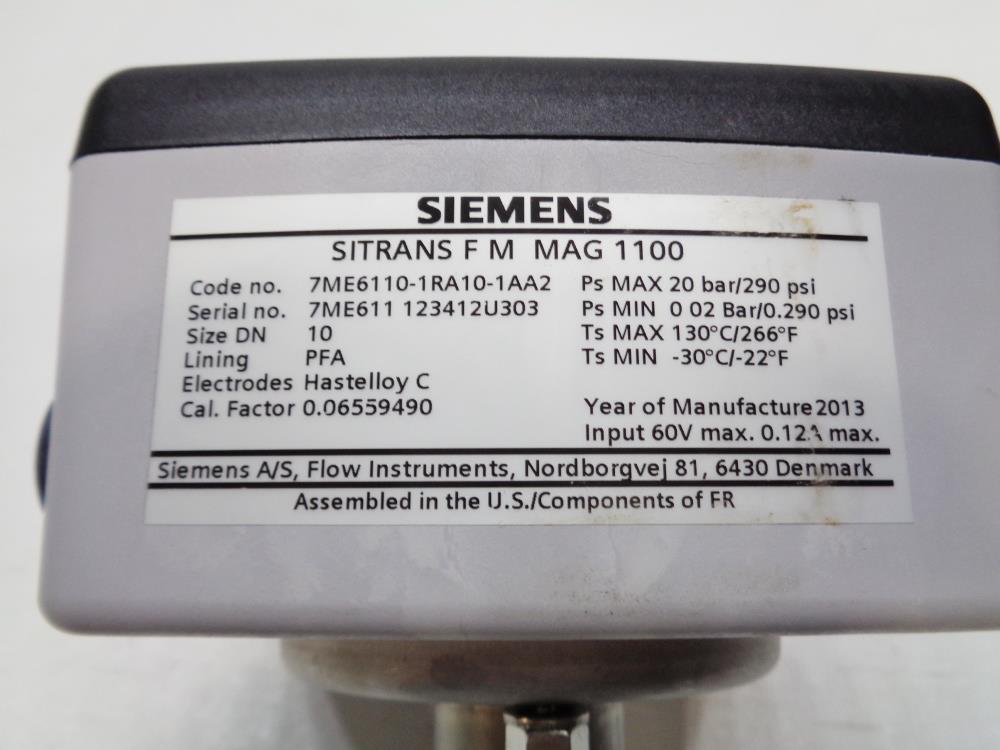 SIEMENS
SITRANS F M MAG 1100
Code no. 7ME6110-1RA10-1AA2 Ps MAX 20 bar/290 psi
Serial no. 7ME611 123412U303 Ps MIN 0 02 Bar/0.290 psi
Size DN 10 Ts MAX 130°C/266°F
Lining PFA Ts MIN -30°C/-22°F
Electrodes Hastelloy C
Cal. Factor 0.06559490 Year of Manufacture 2013
Input 60V max. 0.12A max.
Siemens A/S, Flow Instruments, Nordborgvej 81, 6430 Denmark
Assembled in the U.S./Components of FR